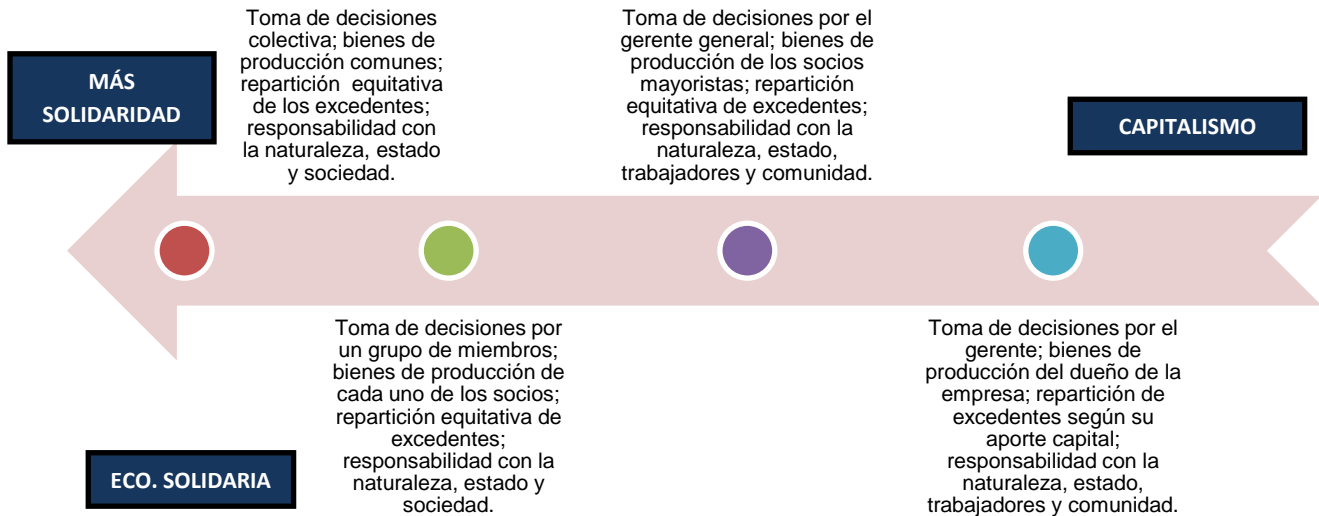 MÁS
SOLIDARIDAD
Toma de decisiones
colectiva; bienes de
producción comunes;
repartición equitativa
de los excedentes;
responsabilidad con
la naturaleza, estado
y sociedad.
Toma de decisiones por el
gerente general; bienes de
producción de los socios
mayoristas; repartición
equitativa de excedentes;
responsabilidad con la
naturaleza, estado,
trabajadores y comunidad.
CAPITALISMO
ECO. SOLIDARIA
Toma de decisiones por
un grupo de miembros;
bienes de producción de
cada uno de los socios;
repartición equitativa de
excedentes;
responsabilidad con la
naturaleza, estado y
sociedad.
Toma de decisiones por el
gerente; bienes de
producción del dueño de la
empresa; repartición de
excedentes según su
aporte capital;
responsabilidad con la
naturaleza, estado,
trabajadores y comunidad.